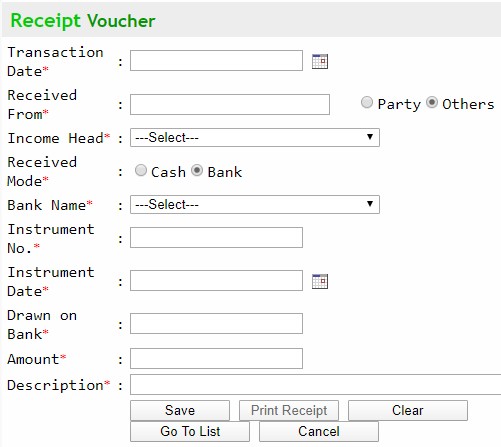 Receipt Voucher
Transaction
Date* :
Received
From* : Party Others
Income Head* : ---Select---
Received
Mode* : Cash Bank
Bank Name* : ---Select---
Instrument
No.* :
Instrument
Date* :
Drawn on
Bank* :
Amount* :
Description* :
Save Print Receipt Clear
Go To List Cancel